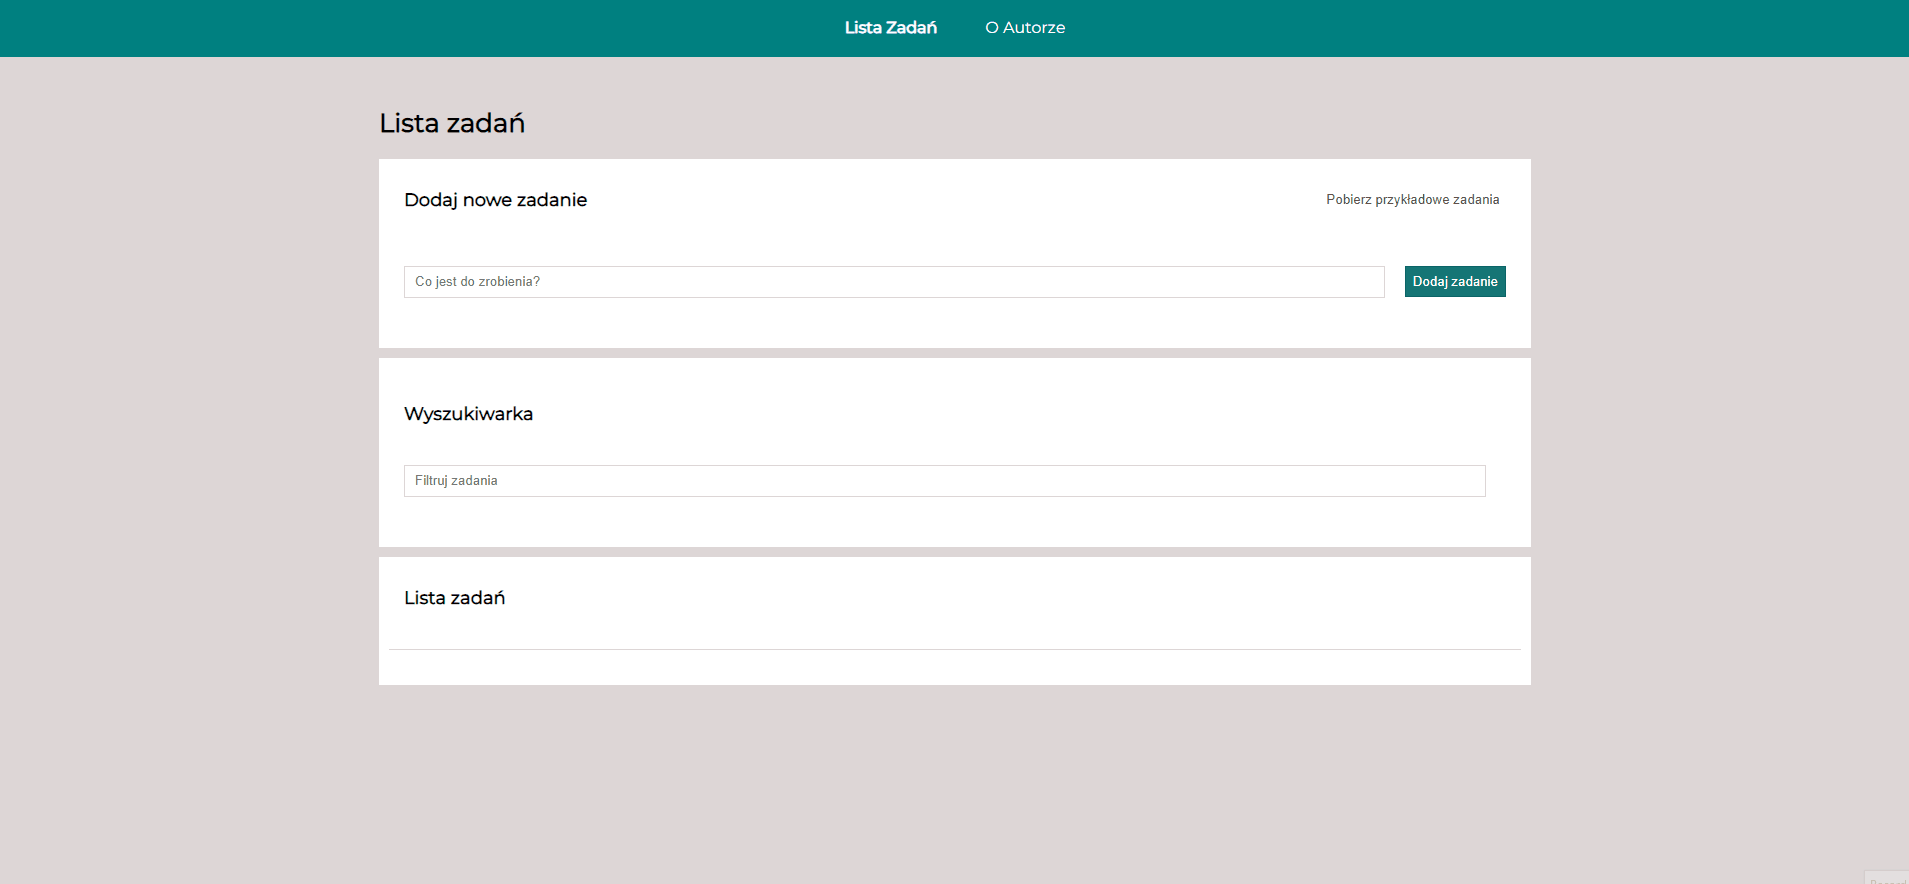 Lista Zadań O Autorze
Lista zadań
Dodaj nowe zadanie Pobierz przykładowe zadania
Co jest do zrobienia? Dodaj zadanie
Wyszukiwarka
Filtruj zadania
Lista zadań